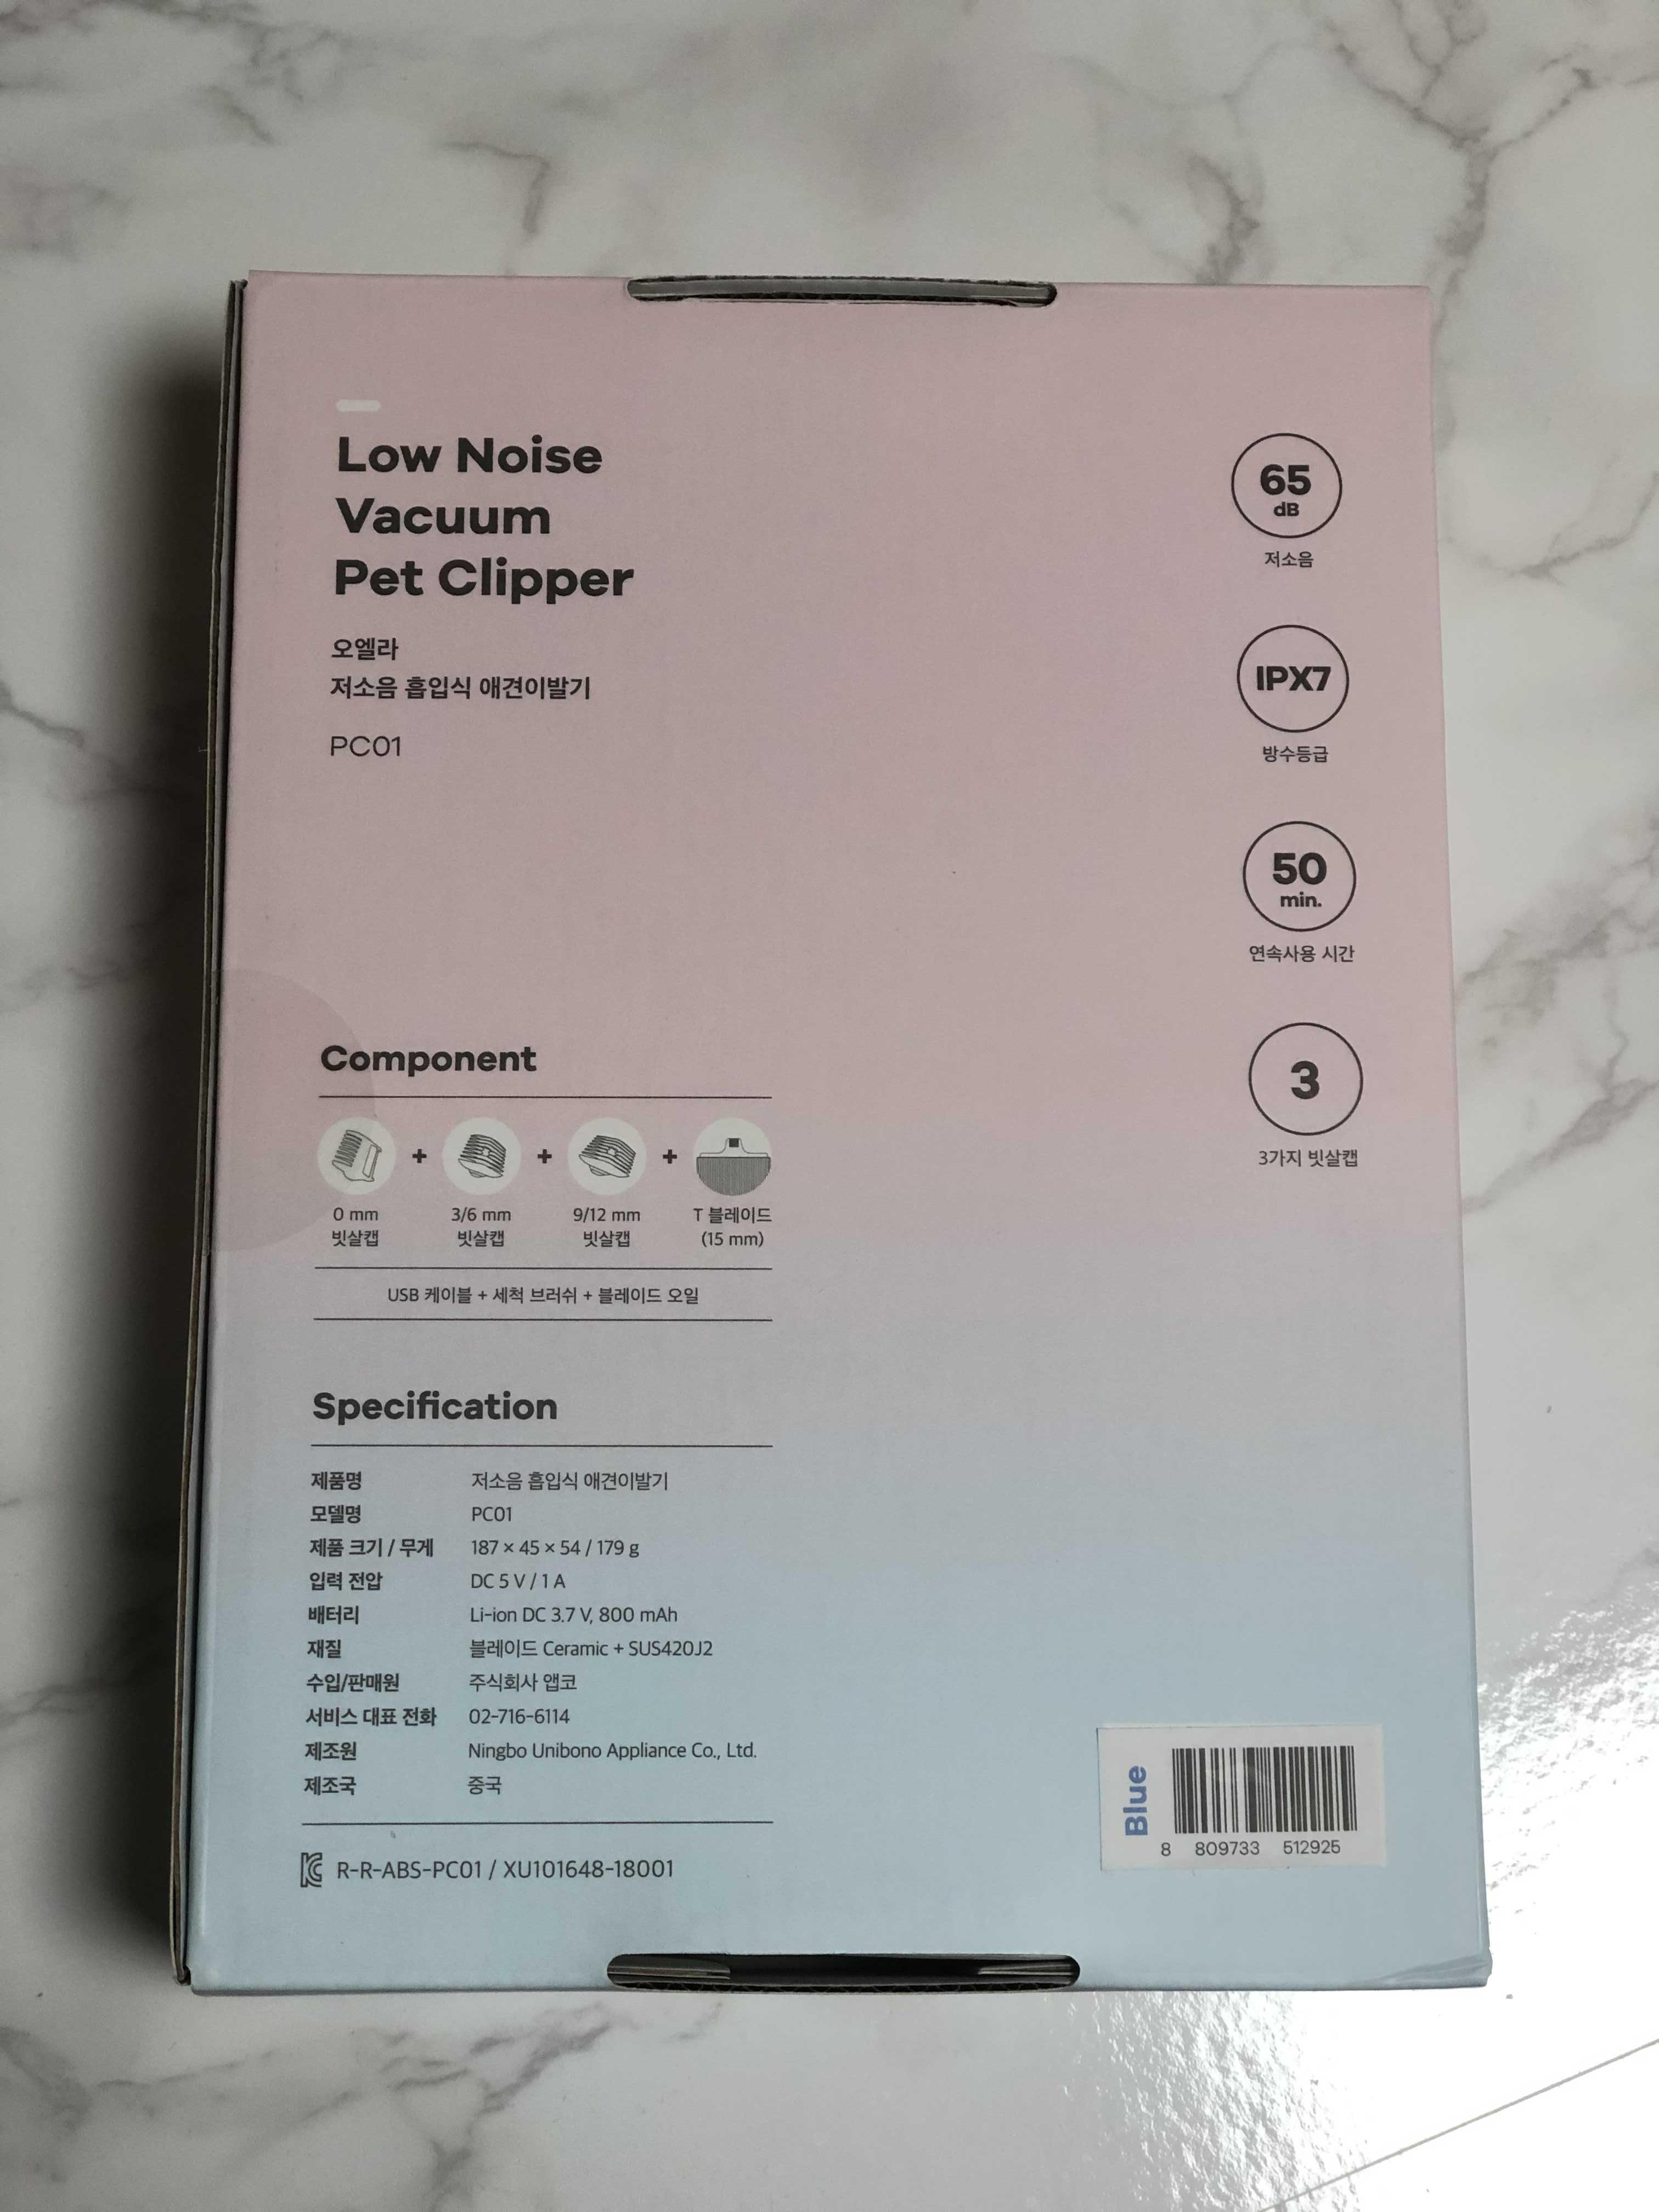 Low Noise
Vacuum
Pet Clipper
오엘라
저소음 흡입식 애견이발기
PC01
65
dB
저소음
IPX7
방수등급
50
min.
연속사용 시간
3
3가지 빗살캡
Component
+ + +
0 mm 3/6 mm 9/12 mm T 블레이드
빗살캡 빗살캡 빗살캡 (15 mm)
USB 케이블 + 세척 브러쉬 + 블레이드 오일
Specification
제품명 저소음 흡입식 애견이발기
모델명 PC01
제품 크기 / 무게 187 × 45 × 54 / 179 g
입력 전압 DC 5 V / 1 A
배터리 Li-ion DC 3.7 V, 800 mAh
재질 블레이드 Ceramic + SUS420J2
수입/판매원 주식회사 앱코
서비스 대표 전화 02-716-6114
제조원 Ningbo Unibono Appliance Co., Ltd.
제조국 중국
R-R-ABS-PC01 / XU101648-18001
Blue
8 809733 512925